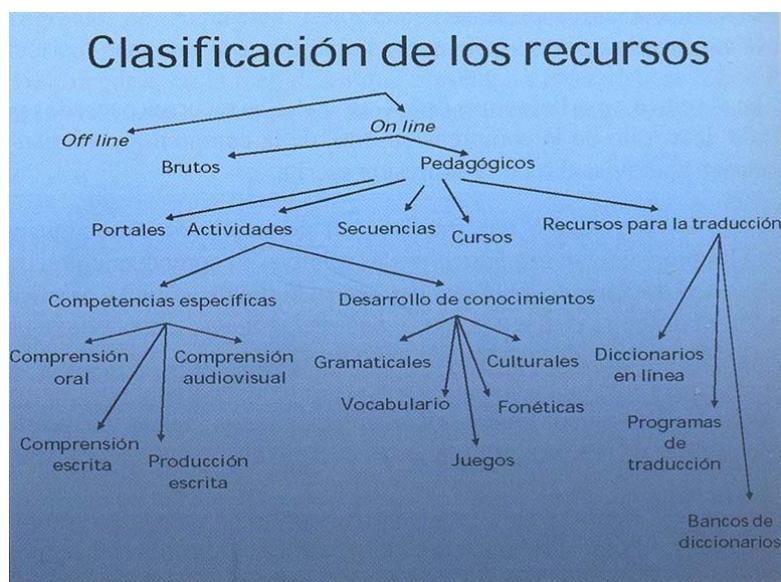 Clasificación de los recursos
Off line
On line
Brutos
Pedagógicos
Portales
Actividades
Secuencias
Cursos
Recursos para la traducción
Competencias específicas
Desarrollo de conocimientos
Comprensión
oral
Comprensión
audiovisual
Gramaticales
Culturales
Diccionarios
en línea
Vocabulario
Fonéticas
Programas
de
traducción
Comprensión
escrita
Producción
escrita
Juegos
Bancos de
diccionarios